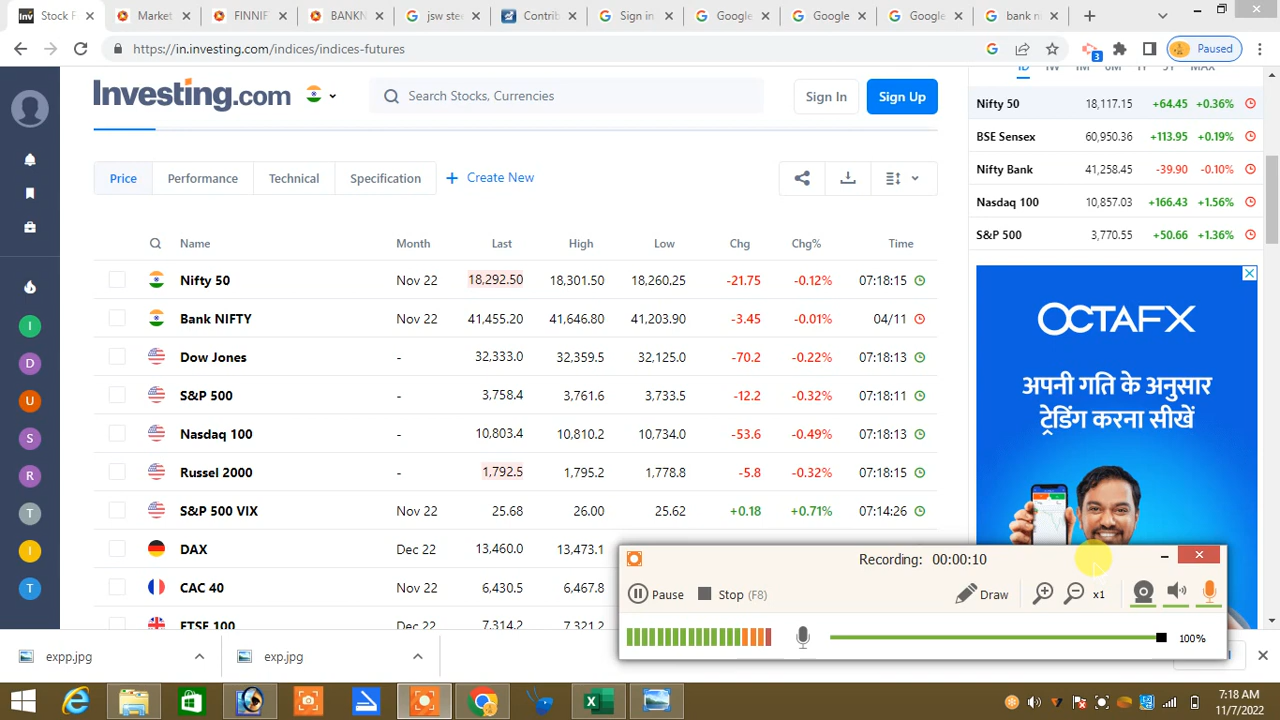 Stock F
Market
FINNIF
BANKN
jsw ste
Contrib
Sign in
Google
Google
Google
bank n
https://in.investing.com/indices/indices-futures
3
Paused
Investing.com
Search Stocks, Currencies
Sign In
Sign Up
1D 1W 1M 6M 1Y 5Y MAX
Nifty 50 18,117.15 +64.45 +0.36%
BSE Sensex 60,950.36 +113.95 +0.19%
Nifty Bank 41,258.45 -39.90 -0.10%
Nasdaq 100 10,857.03 +166.43 +1.56%
S&P 500 3,770.55 +50.66 +1.36%
Price Performance Technical Specification + Create New
Name Month Last High Low Chg Chg% Time
Nifty 50 Nov 22 18,292.50 18,301.50 18,260.25 -21.75 -0.12% 07:18:15
Bank NIFTY Nov 22 41,455.20 41,646.80 41,203.90 -3.45 -0.01% 04/11
Dow Jones - 32,333.0 32,359.5 32,125.0 -70.2 -0.22% 07:18:13
S&P 500 - 3,758.4 3,761.6 3,733.5 -12.2 -0.32% 07:18:11
Nasdaq 100 - 10,803.4 10,810.2 10,734.0 -53.6 -0.49% 07:18:13
Russel 2000 - 1,792.5 1,795.2 1,778.8 -5.8 -0.32% 07:18:15
S&P 500 VIX Nov 22 25.68 26.00 25.62 +0.18 +0.71% 07:14:26
DAX Dec 22 13,460.0 13,473.1
CAC 40 Nov 22 6,430.5 6,467.8
FTSE 100 Dec 22 7,314.2 7,321.2
I
D
U
S
R
T
I
T
OCTAFX
अपनी गति के अनुसार
ट्रेडिंग करना सीखें
Recording: 00:00:10
Pause Stop (F8) Draw x1
100%
expp.jpg
exp.jpg
7:18 AM
11/7/2022